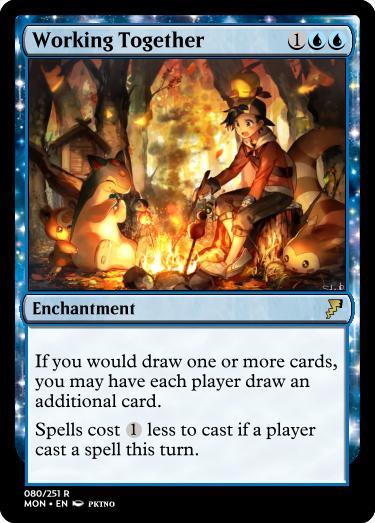 Working Together 1UU
Enchantment
If you would draw one or more cards,
you may have each player draw an
additional card.
Spells cost 1 less to cast if a player
cast a spell this turn.
080/251 R
MON • EN PKTNO